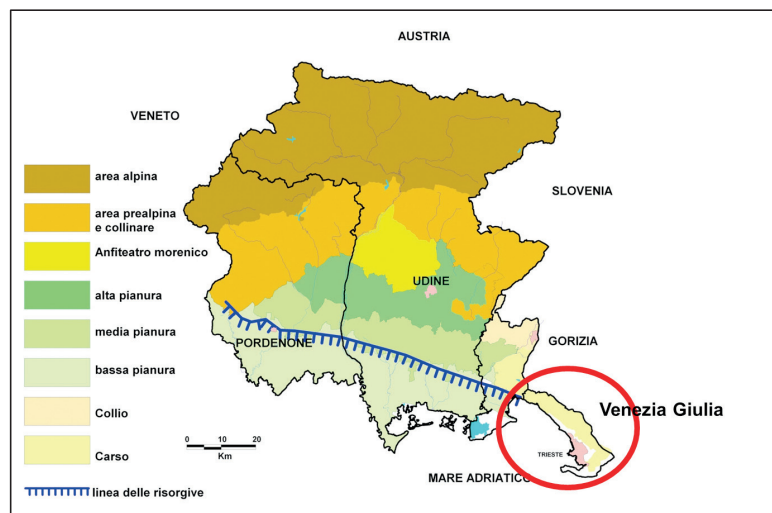 AUSTRIA
VENETO
SLOVENIA
area alpina
area prealpina
e collinare
Anfiteatro morenico
alta pianura
media pianura
bassa pianura
Collio
Carso
linea delle risorgive
UDINE
PORDENONE
GORIZIA
Venezia Giulia
TRIESTE
MARE ADRIATICO
0 10 20
Km